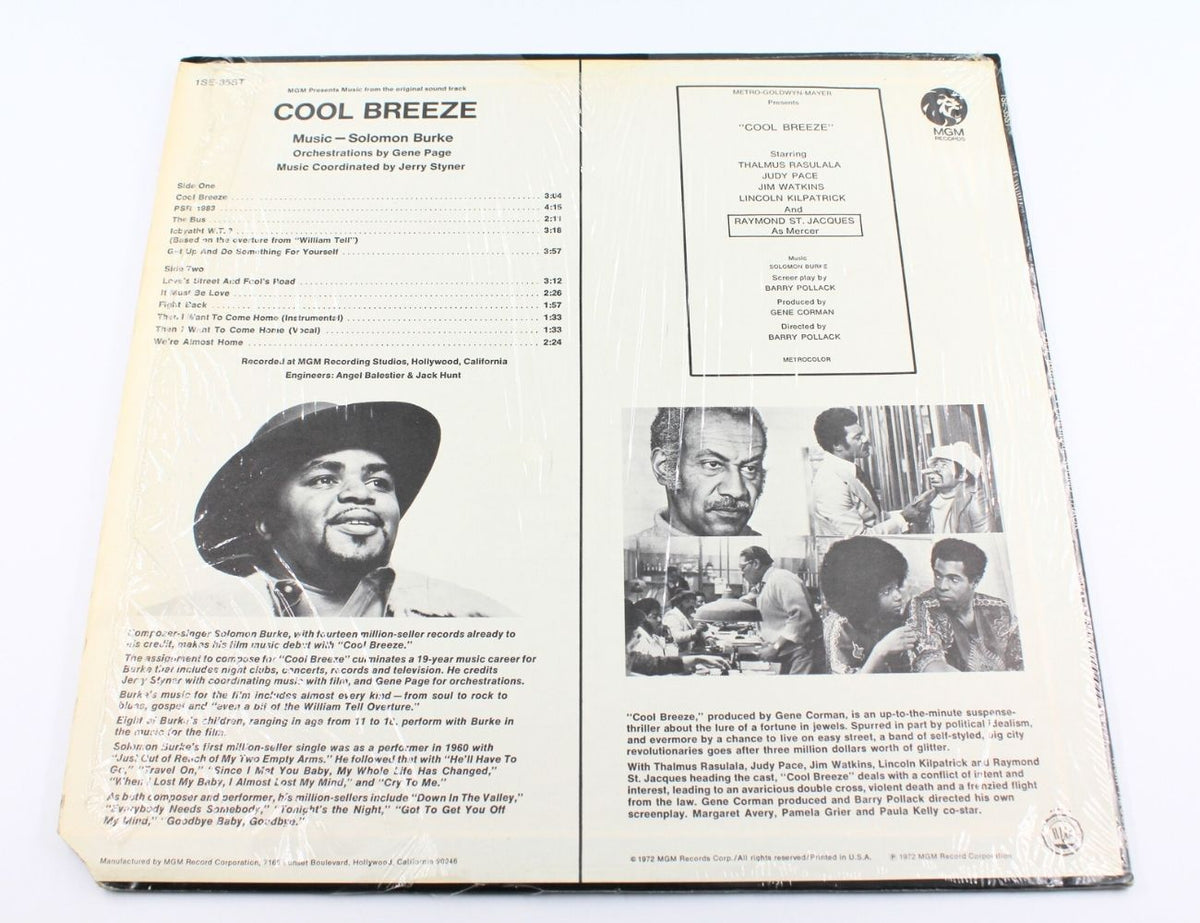 1SE-35ST
MGM Presents Music from the original sound track
COOL BREEZE
Music — Solomon Burke
Orchestrations by Gene Page
Music Coordinated by Jerry Styner
Side One
Cool Breeze 3:04
PSR 1983 4:15
The Bus 2:11
W.T.? 3:18
(Based on the overture from "William Tell")
Get Up And Do Something For Yourself 3:57
Side Two
Love's Street And Fool's Road 3:12
It Must Be Love 2:26
Fight Back 1:57
Then I Want To Come Home (Instrumental) 1:33
Then I Want To Come Home (Vocal) 1:33
We're Almost Home 2:24
Recorded at MGM Recording Studios, Hollywood, California
Engineers: Angel Balestier & Jack Hunt
Composer-singer Solomon Burke, with fourteen million-seller records already to
his credit, makes his film music debut with "Cool Breeze."
The assignment to compose for "Cool Breeze" culminates a 19-year music career for
Burke that includes night clubs, concerts, records and television. He credits
Jerry Styner with coordinating music with film, and Gene Page for orchestrations.
Burke's music for the film includes almost every kind — from soul to rock to
blues, gospel and "even a bit of the William Tell Overture."
Eight of Burke's children, ranging in age from 11 to perform with Burke in
the music for the film.
Solomon Burke's first million-seller single was as a performer in 1960 with
"Just Out of Reach of My Two Empty Arms." He followed that with "He'll Have To
Go," "Travel On," "Since I Met You Baby, My Whole Life Has Changed,"
"When I Lost My Baby, I Almost Lost My Mind," and "Cry To Me."
As both composer and performer, his million-sellers include "Down In The Valley,"
"Everybody Needs Somebody," "Tonight's the Night," "Got To Get You Off
My Mind," "Goodbye Baby, Goodbye."
Manufactured by MGM Record Corporation, 7165 Sunset Boulevard, Hollywood, California 90046
METRO-GOLDWYN-MAYER
Presents
"COOL BREEZE"
Starring
THALMUS RASULALA
JUDY PACE
JIM WATKINS
LINCOLN KILPATRICK
And
RAYMOND ST. JACQUES
As Mercer
Music
SOLOMON BURKE
Screen play by
BARRY POLLACK
Produced by
GENE CORMAN
Directed by
BARRY POLLACK
METROCOLOR
MGM
RECORDS
"Cool Breeze," produced by Gene Corman, is an up-to-the-minute suspense-
thriller about the lure of a fortune in jewels. Spurred in part by political idealism,
and evermore by a chance to live on easy street, a band of self-styled, big city
revolutionaries goes after three million dollars worth of glitter.
With Thalmus Rasulala, Judy Pace, Jim Watkins, Lincoln Kilpatrick and Raymond
St. Jacques heading the cast, "Cool Breeze" deals with a conflict of intent and
interest, leading to an avaricious double cross, violent death and a frenzied flight
from the law. Gene Corman produced and Barry Pollack directed his own
screenplay. Margaret Avery, Pamela Grier and Paula Kelly co-star.
© 1972 MGM Records Corp./All rights reserved/Printed in U.S.A. ℗ 1972 MGM Record Corporation